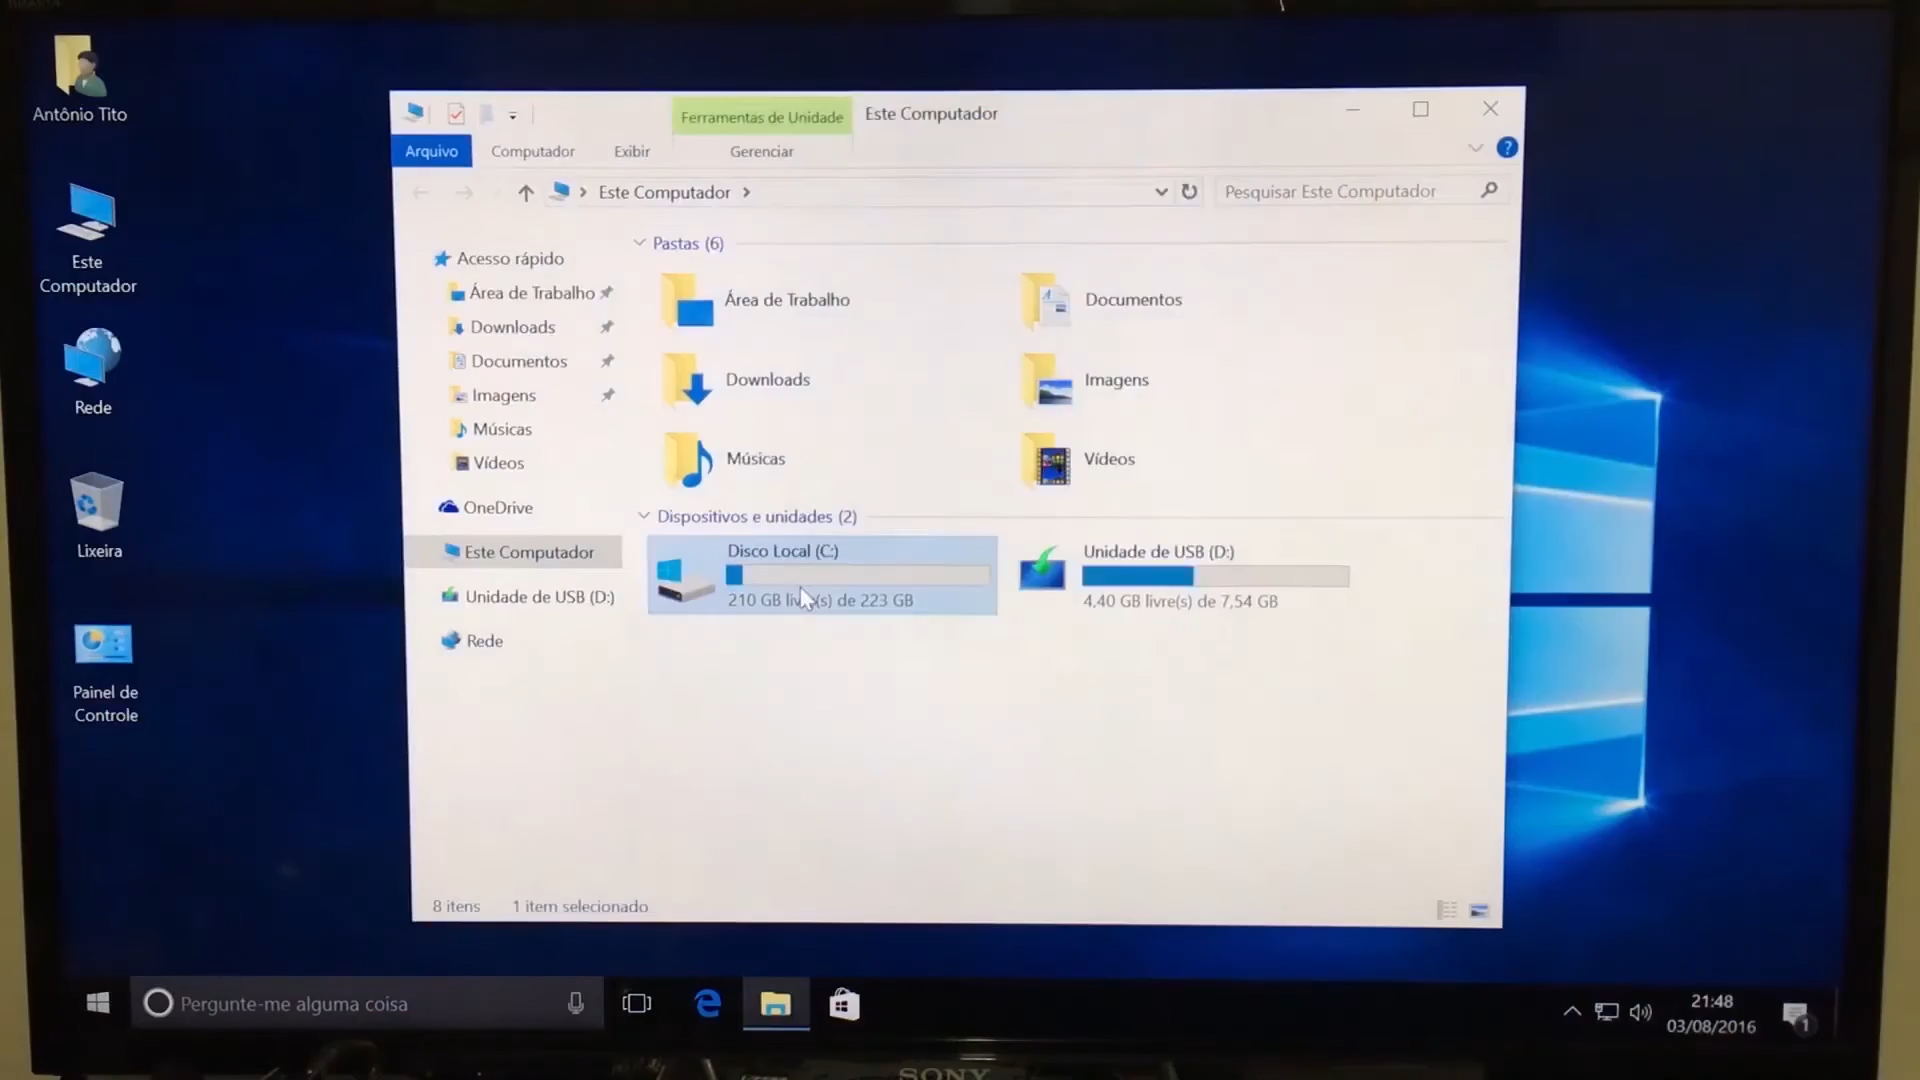 Antônio Tito
Este
Computador
Rede
Lixeira
Painel de
Controle
Ferramentas de Unidade
Este Computador
Arquivo
Computador
Exibir
Gerenciar
?
Este Computador
Pesquisar Este Computador
Acesso rápido
Área de Trabalho
Downloads
Documentos
Imagens
Músicas
Vídeos
OneDrive
Este Computador
Unidade de USB (D:)
Rede
Pastas (6)
Área de Trabalho
Documentos
Downloads
Imagens
Músicas
Vídeos
Dispositivos e unidades (2)
Disco Local (C:)
210 GB livre(s) de 223 GB
Unidade de USB (D:)
4,40 GB livre(s) de 7,54 GB
8 itens
1 item selecionado
Pergunte-me alguma coisa
21:48
03/08/2016
1
SONY